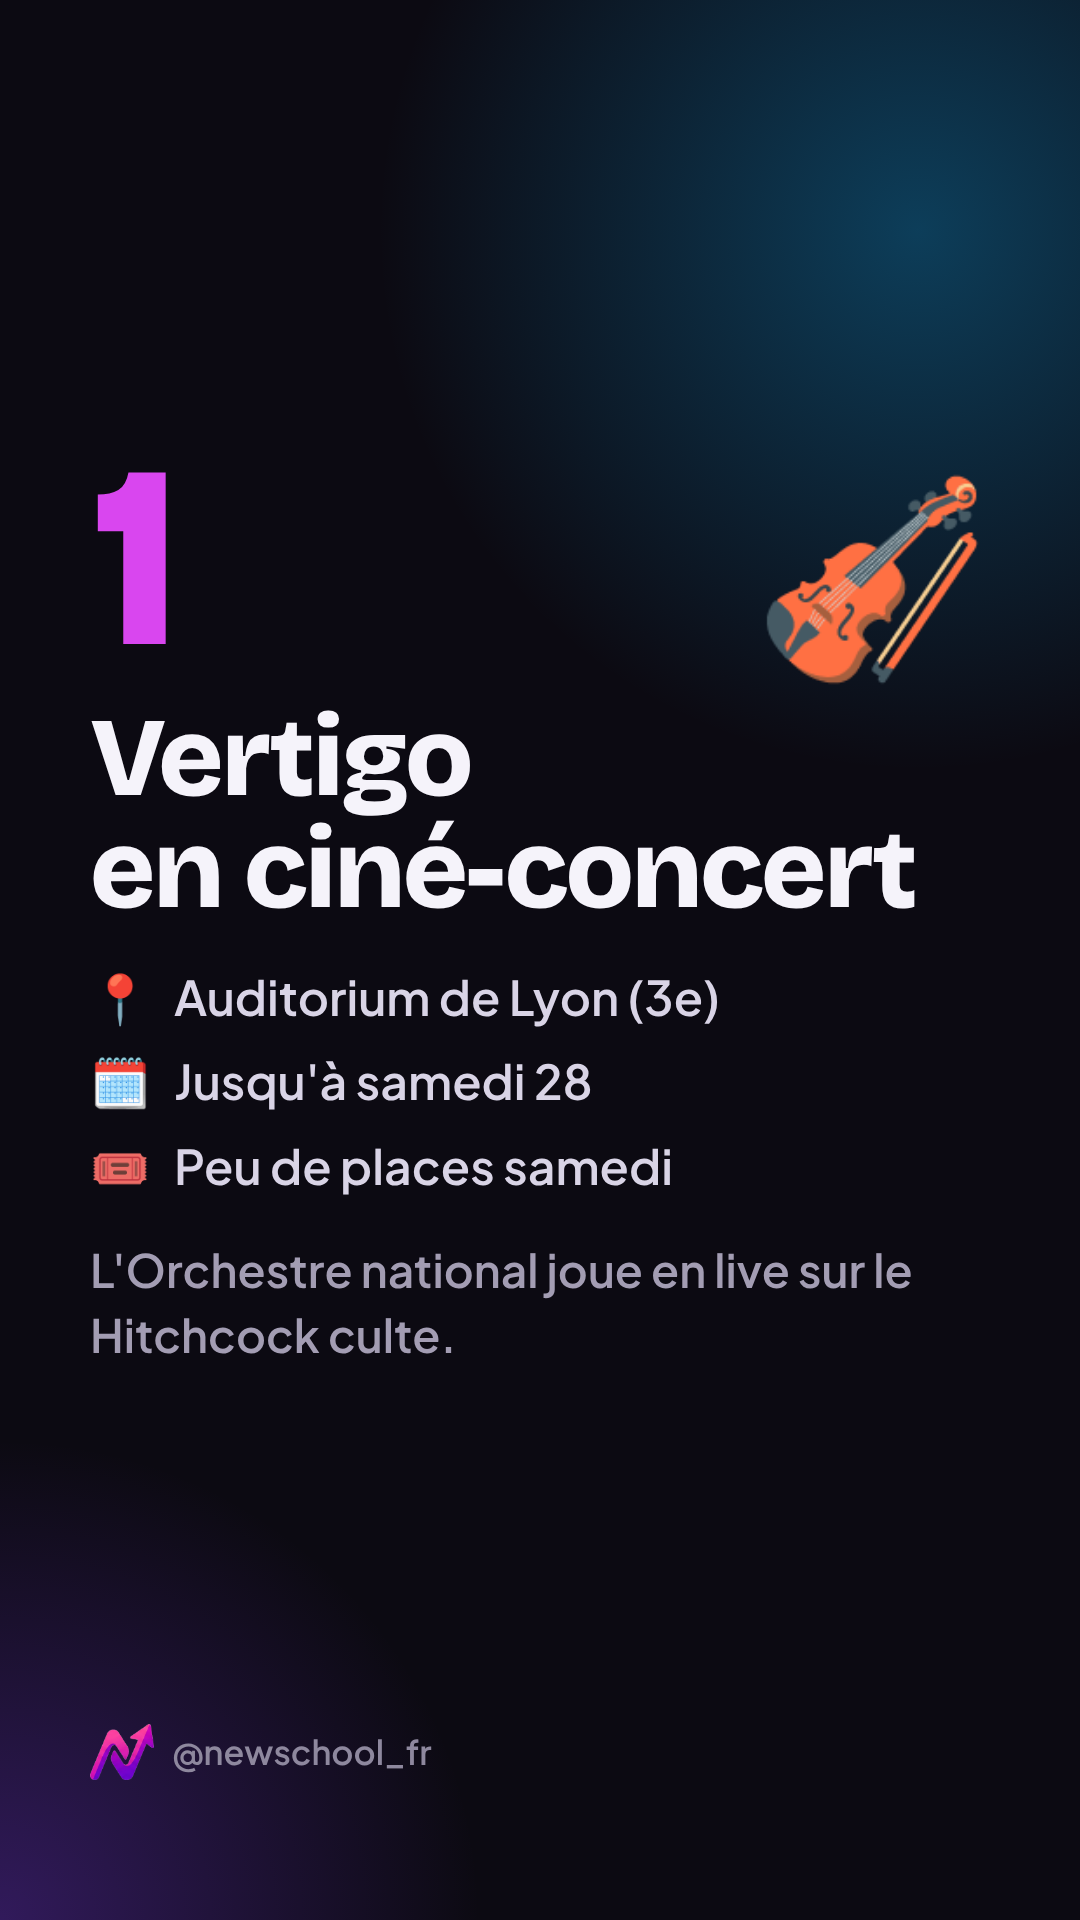 1
Vertigo
en ciné-concert
Auditorium de Lyon (3e)
Jusqu'à samedi 28
Peu de places samedi
L'Orchestre national joue en live sur le
Hitchcock culte.
@newschool_fr